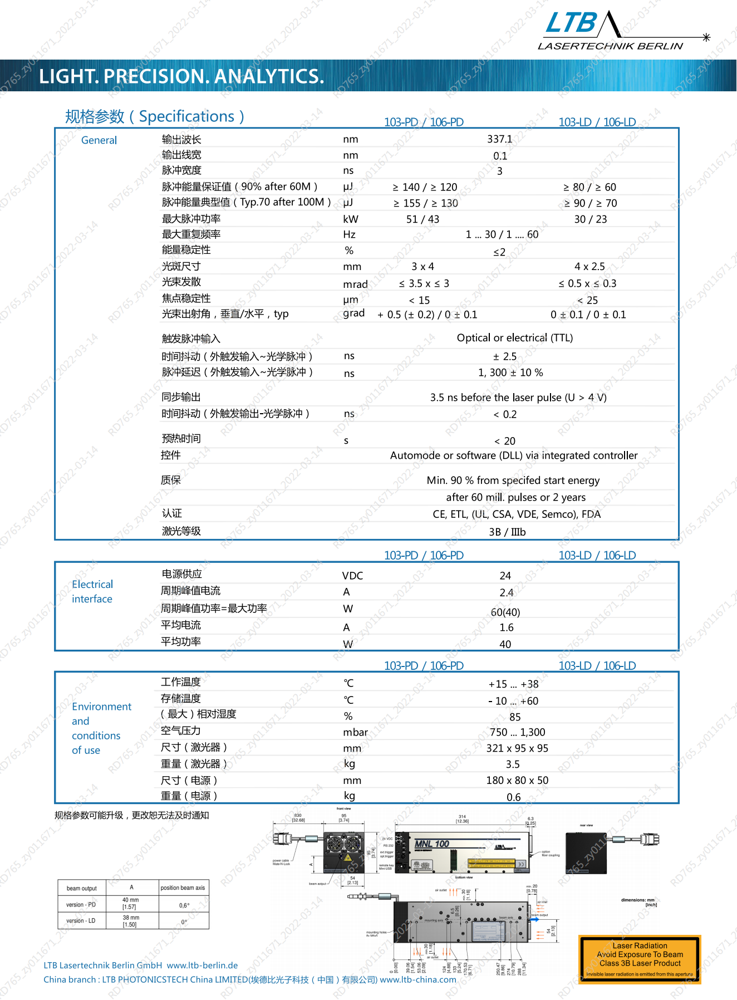 LTB
LASERTECHNIK BERLIN
LIGHT. PRECISION. ANALYTICS.
规格参数 ( Specifications )
103-PD / 106-PD 103-LD / 106-LD
General 输出波长 nm 337.1
输出线宽 nm 0.1
脉冲宽度 ns 3
脉冲能量保证值 ( 90% after 60M ) µJ ≥ 140 / ≥ 120 ≥ 80 / ≥ 60
脉冲能量典型值 ( Typ.70 after 100M ) µJ ≥ 155 / ≥ 130 ≥ 90 / ≥ 70
最大脉冲功率 kW 51 / 43 30 / 23
最大重复频率 Hz 1 ... 30 / 1 .... 60
能量稳定性 % ≤2
光斑尺寸 mm 3 x 4 4 x 2.5
光束发散 mrad ≤ 3.5 x ≤ 3 ≤ 0.5 x ≤ 0.3
焦点稳定性 µm < 15 < 25
光束出射角，垂直/水平，typ grad + 0.5 (± 0.2) / 0 ± 0.1 0 ± 0.1 / 0 ± 0.1
触发脉冲输入 Optical or electrical (TTL)
时间抖动 ( 外触发输入~光学脉冲 ) ns ± 2.5
脉冲延迟 ( 外触发输入~光学脉冲 ) ns 1, 300 ± 10 %
同步输出 3.5 ns before the laser pulse (U > 4 V)
时间抖动 ( 外触发输出-光学脉冲 ) ns < 0.2
预热时间 s < 20
控件 Automode or software (DLL) via integrated controller
质保 Min. 90 % from specifed start energy
after 60 mill. pulses or 2 years
认证 CE, ETL, (UL, CSA, VDE, Semco), FDA
激光等级 3B / IIIb
103-PD / 106-PD 103-LD / 106-LD
Electrical
interface
电源供应 VDC 24
周期峰值电流 A 2.4
周期峰值功率=最大功率 W 60(40)
平均电流 A 1.6
平均功率 W 40
103-PD / 106-PD 103-LD / 106-LD
Environment
and
conditions
of use
工作温度 ℃ +15 ... +38
存储温度 ℃ - 10 ... +60
( 最大 ) 相对湿度 % 85
空气压力 mbar 750 ... 1,300
尺寸 ( 激光器 ) mm 321 x 95 x 95
重量 ( 激光器 ) kg 3.5
尺寸 ( 电源 ) mm 180 x 80 x 50
重量 ( 电源 ) kg 0.6
规格参数可能升级，更改恕无法及时通知
front view
830
[32.68]
95
[3.74]
314
[12.36]
6.3
[0.25]
rear view
24 VDC
RS 232
ext.trigger
opt.trigger
remote key
Mini-USB
MNL 100
LTB
option
fiber coupling
95
[3.74]
A
power cable
Mate-N-Lock
54
[2.13]
beam aotput
bottom view
beam output A position beam axis
version - PD 40 mm
[1.57] 0,6°
version - LD 38 mm
[1.50] 0°
air outlet
min. 30
[1.18]
min. 20
[0.78]
air inlet
6.5
[0.26]
mounting axis
beam axis
beam output
54
[2.13]
mounting holes
8x M6x5
min.30
[1.18]
air outlet
0
[0.00]
39.06
[1.54]
53.06
[2.09]
124
[4.88]
133
[5.24]
170.53
[6.71]
250.47
[9.86]
274
[10.79]
288
[11.34]
dimensions: mm
[inch]
Laser Radiation
Avoid Exposure To Beam
Class 3B Laser Product
Invisible laser radiation is emitted from this aperture
LTB Lasertechnik Berlin GmbH www.ltb-berlin.de
China branch : LTB PHOTONICSTECH China LIMITED(埃德比光子科技（中国）有限公司) www.ltb-china.com
RD765_zy011671_2022-03-14